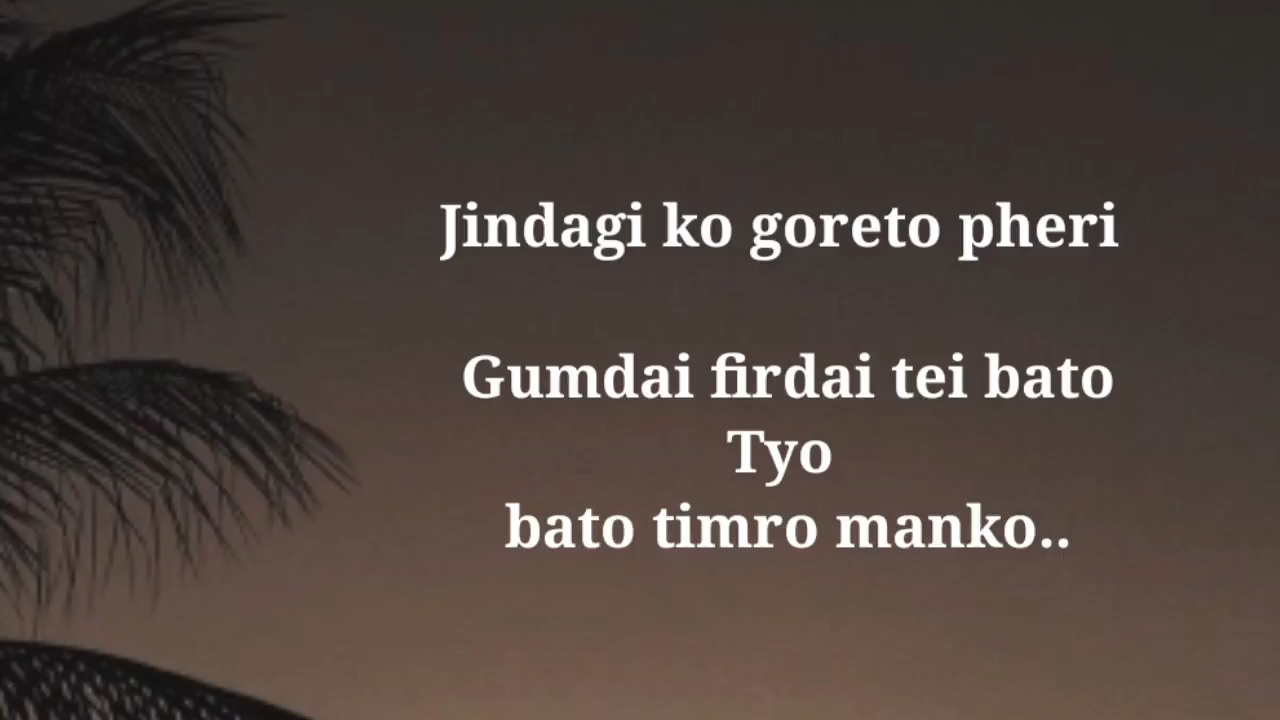 Jindagi ko goreto pheri
Gumdai firdai tei bato
Tyo
bato timro manko..